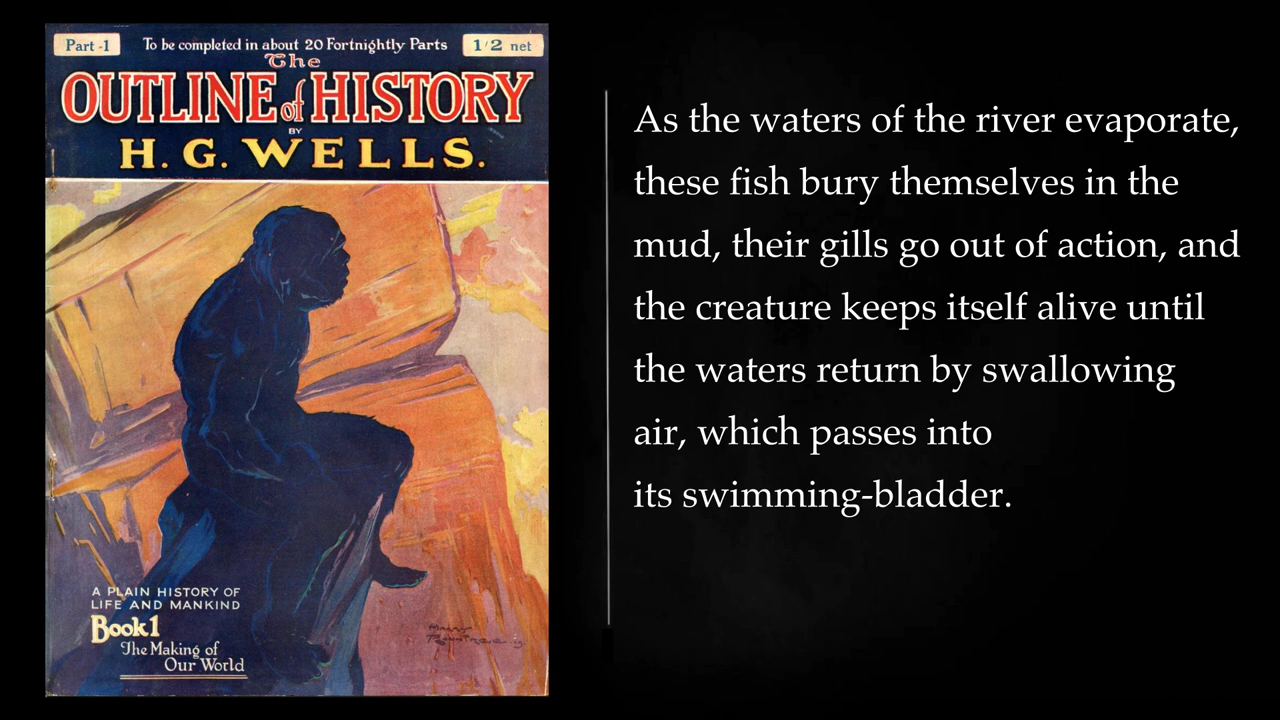 Part -1
To be completed in about 20 Fortnightly Parts
1/2 net
The
OUTLINE of HISTORY
BY
H. G. WELLS.
A PLAIN HISTORY OF
LIFE AND MANKIND
Book 1
The Making of
Our World
As the waters of the river evaporate,
these fish bury themselves in the
mud, their gills go out of action, and
the creature keeps itself alive until
the waters return by swallowing
air, which passes into
its swimming-bladder.